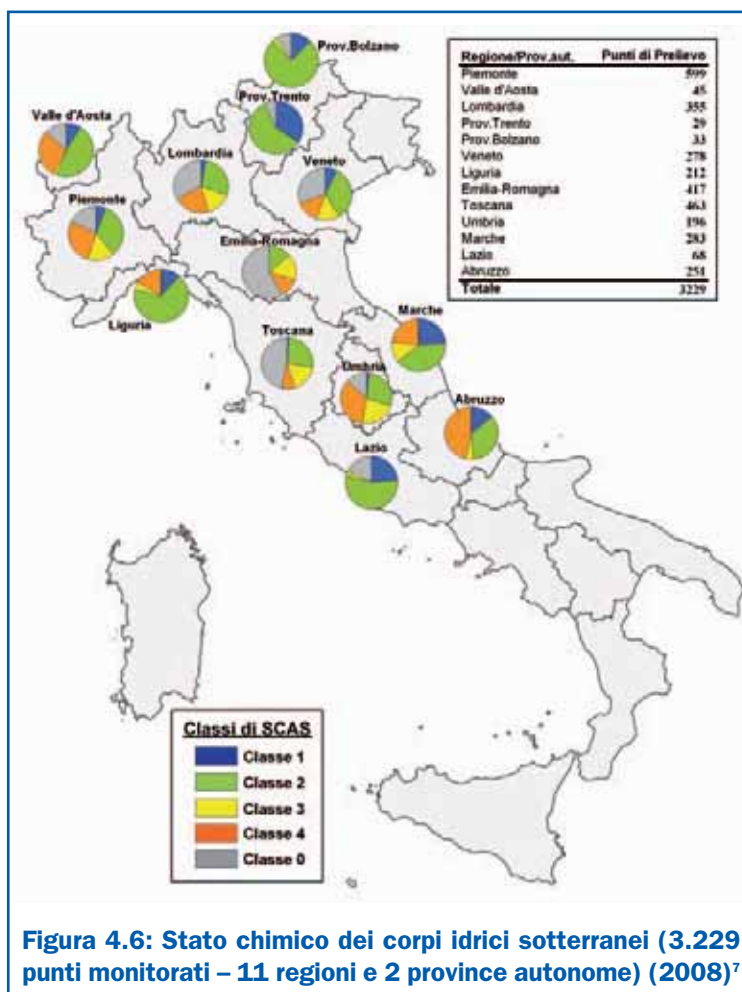 Prov.Bolzano
Prov.Trento
Valle d'Aosta
Lombardia
Veneto
Piemonte
Emilia-Romagna
Liguria
Toscana
Marche
Umbria
Abruzzo
Lazio
Regione/Prov.aut. Punti di Prelievo
Piemonte 599
Valle d'Aosta 45
Lombardia 355
Prov.Trento 29
Prov.Bolzano 33
Veneto 278
Liguria 212
Emilia-Romagna 417
Toscana 463
Umbria 196
Marche 283
Lazio 68
Abruzzo 251
Totale 3229
Classi di SCAS
Classe 1
Classe 2
Classe 3
Classe 4
Classe 0
Figura 4.6: Stato chimico dei corpi idrici sotterranei (3.229
punti monitorati – 11 regioni e 2 province autonome) (2008)⁷